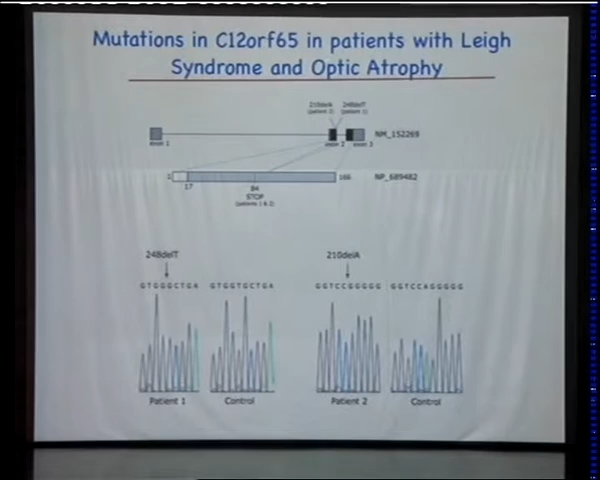 Mutations in C12orf65 in patients with Leigh
Syndrome and Optic Atrophy
210delA 248delT
(patient 2) (patient 1)
NM_152269
exon 1 exon 2 exon 3
1 166 NP_689482
17 84
STOP
(patients 1 & 2)
248delT 210delA
GTGGGCTGA GTGGTGCTGA GGTCCGGGGG GGTCCAGGGGG
Patient 1 Control Patient 2 Control